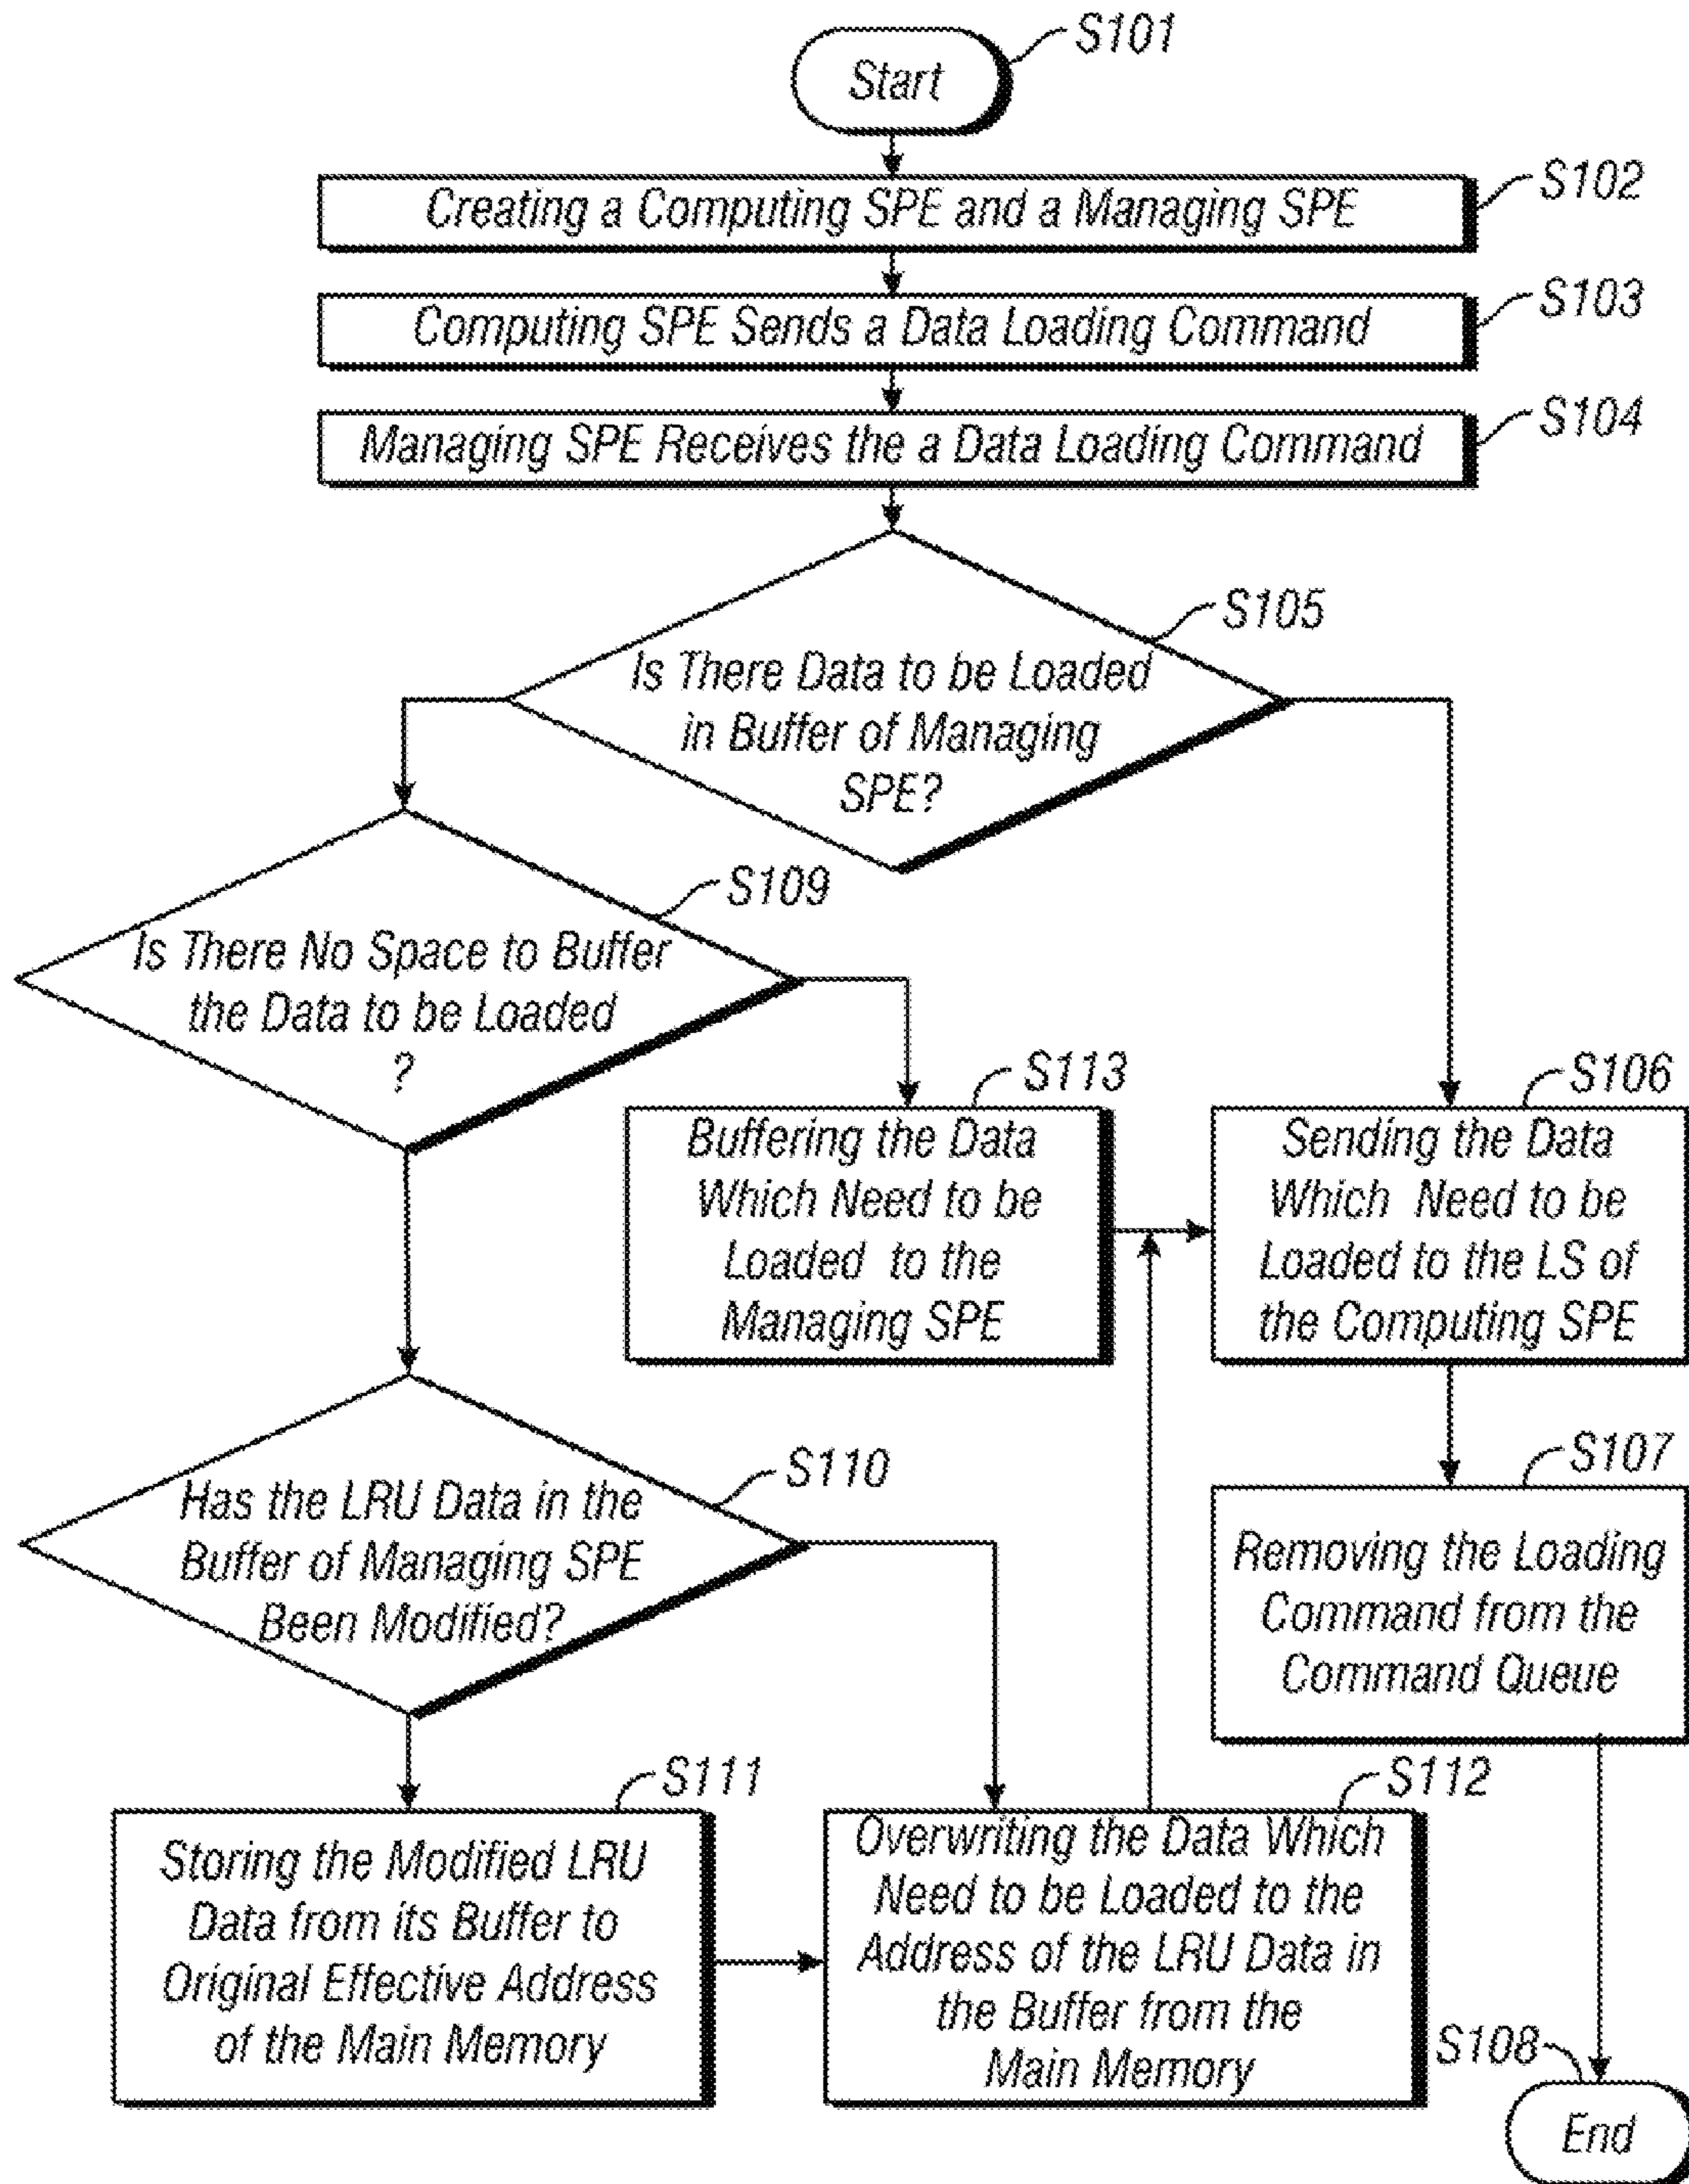 S101
Start
S102
Creating a Computing SPE and a Managing SPE
S103
Computing SPE Sends a Data Loading Command
S104
Managing SPE Receives the a Data Loading Command
S105
Is There Data to be Loaded
in Buffer of Managing
SPE?
S109
Is There No Space to Buffer
the Data to be Loaded
?
S113
Buffering the Data
Which Need to be
Loaded to the
Managing SPE
S106
Sending the Data
Which Need to be
Loaded to the LS of
the Computing SPE
S110
Has the LRU Data in the
Buffer of Managing SPE
Been Modified?
S107
Removing the Loading
Command from the
Command Queue
S111
Storing the Modified LRU
Data from its Buffer to
Original Effective Address
of the Main Memory
S112
Overwriting the Data Which
Need to be Loaded to the
Address of the LRU Data in
the Buffer from the
Main Memory
S108
End